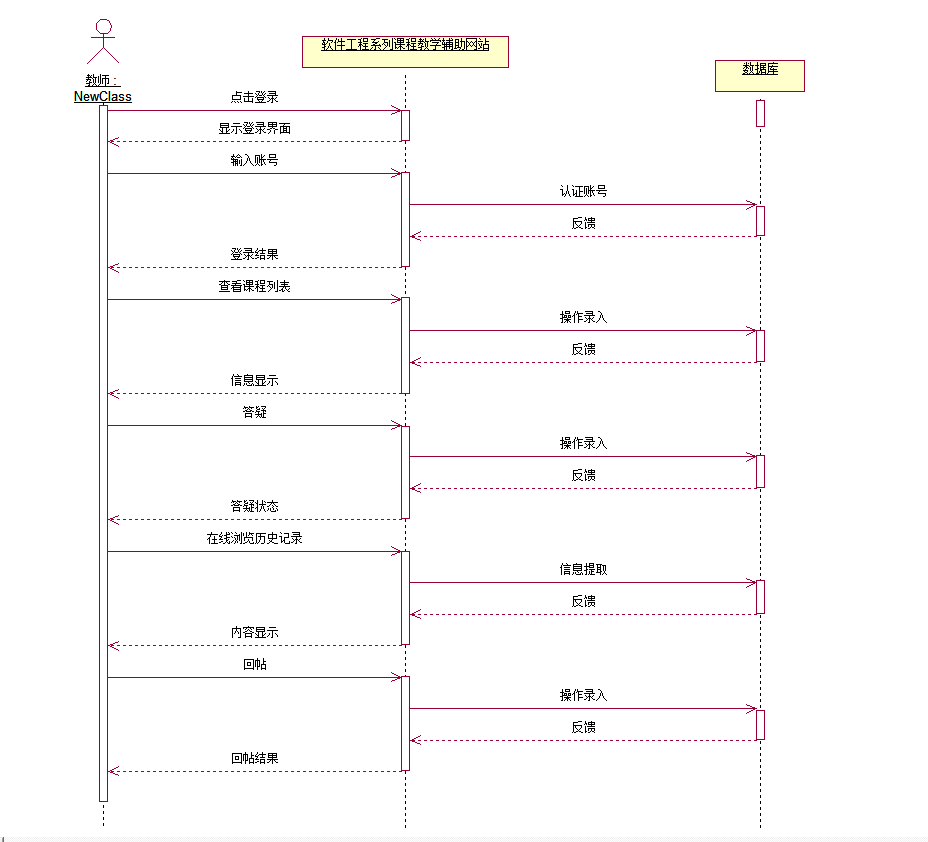 软件工程系列课程教学辅助网站
数据库
教师：
NewClass
点击登录
显示登录界面
输入账号
认证账号
反馈
登录结果
查看课程列表
操作录入
反馈
信息显示
答疑
操作录入
反馈
答疑状态
在线浏览历史记录
信息提取
反馈
内容显示
回帖
操作录入
反馈
回帖结果